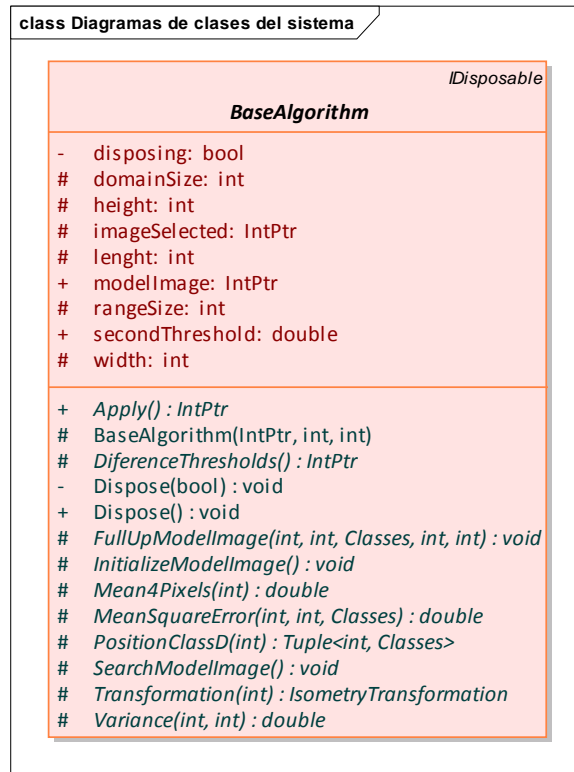 class Diagramas de clases del sistema
IDisposable
BaseAlgorithm
- disposing: bool
# domainSize: int
# height: int
# imageSelected: IntPtr
# lenght: int
+ modelImage: IntPtr
# rangeSize: int
+ secondThreshold: double
# width: int
+ Apply() : IntPtr
# BaseAlgorithm(IntPtr, int, int)
# DiferenceThresholds() : IntPtr
- Dispose(bool) : void
+ Dispose() : void
# FullUpModelImage(int, int, Classes, int, int) : void
# InitializeModelImage() : void
# Mean4Pixels(int) : double
# MeanSquareError(int, int, Classes) : double
# PositionClassD(int) : Tuple<int, Classes>
# SearchModelImage() : void
# Transformation(int) : IsometryTransformation
# Variance(int, int) : double